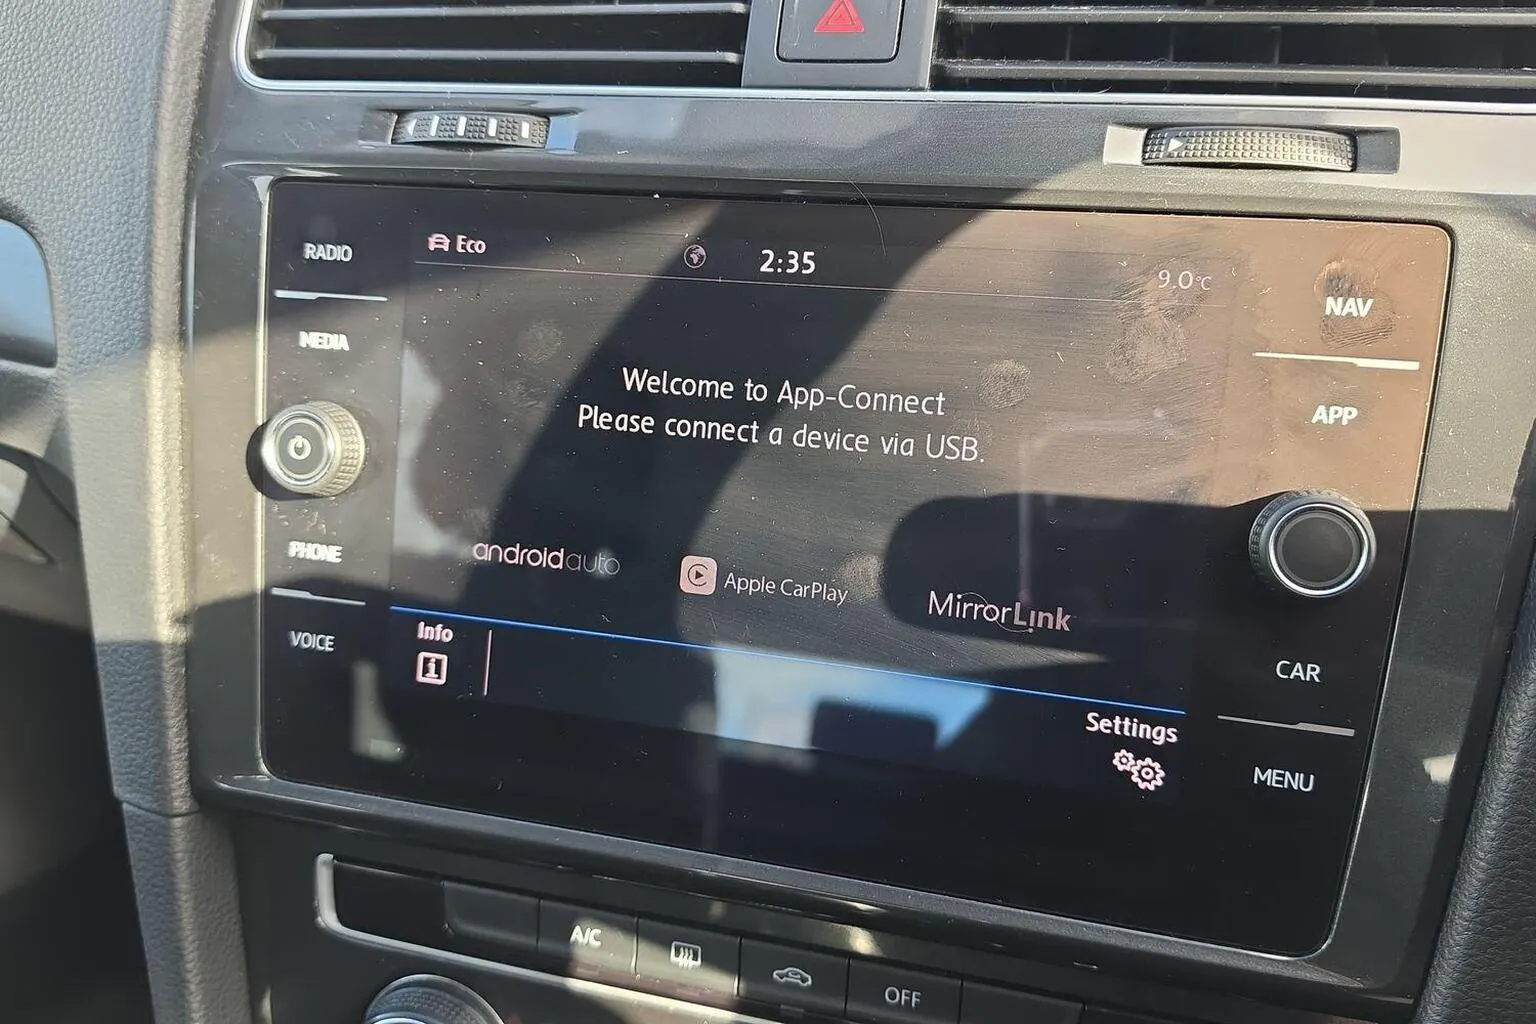 RADIO
Eco
2:35
9.0°C
NAV
MEDIA
Welcome to App-Connect
Please connect a device via USB.
APP
PHONE
androidauto
Apple CarPlay
MirrorLink
VOICE
Info
i
CAR
Settings
MENU
A/C
OFF